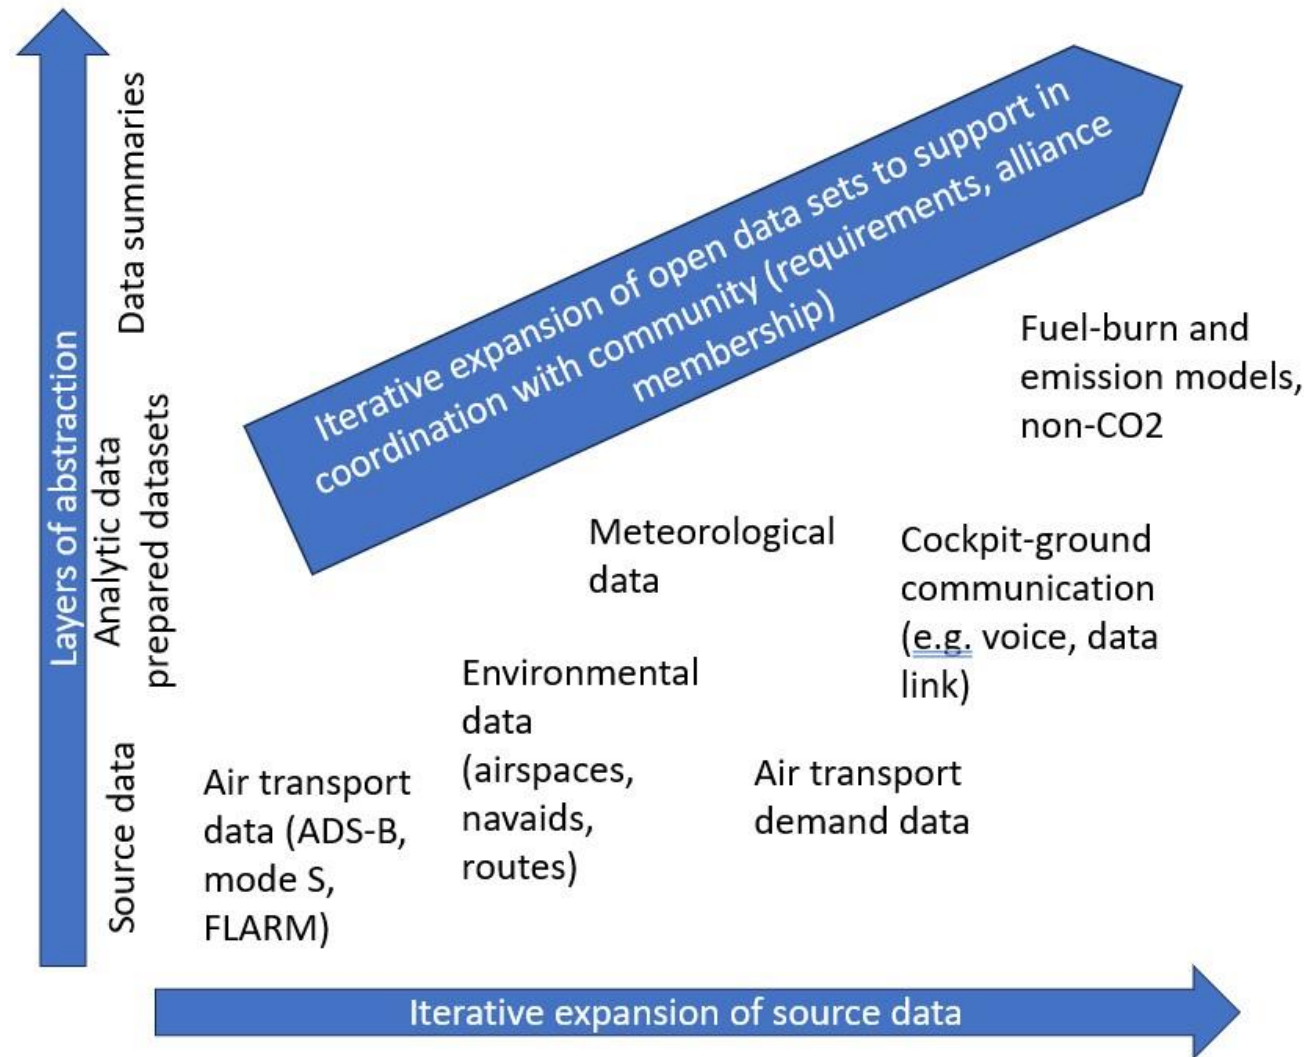 Layers of abstraction
Data summaries
Analytic data
prepared datasets
Source data
Iterative expansion of open data sets to support in
coordination with community (requirements, alliance
membership)
Fuel-burn and
emission models,
non-CO2
Meteorological
data
Cockpit-ground
communication
(e.g. voice, data
link)
Environmental
data
(airspaces,
navaids,
routes)
Air transport
demand data
Air transport
data (ADS-B,
mode S,
FLARM)
Iterative expansion of source data